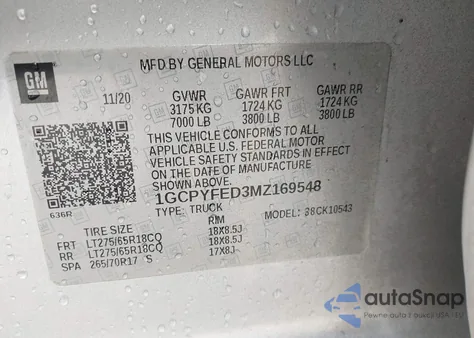 GM
MFD BY GENERAL MOTORS LLC
11/20 GVWR GAWR FRT GAWR RR
3175 KG 1724 KG 1724 KG
7000 LB 3800 LB 3800 LB
THIS VEHICLE CONFORMS TO ALL
APPLICABLE U.S. FEDERAL MOTOR
VEHICLE SAFETY STANDARDS IN EFFECT
ON THE DATE OF MANUFACTURE
SHOWN ABOVE.
1GCPYFED3MZ169548
TYPE: TRUCK MODEL: 38CK10543
636R
TIRE SIZE RIM
FRT LT275/65R18CQ 18X8.5J
RR LT275/65R18CQ 18X8.5J
SPA 265/70R17 S 17X8J
autoSnap
Pewne auta z USA